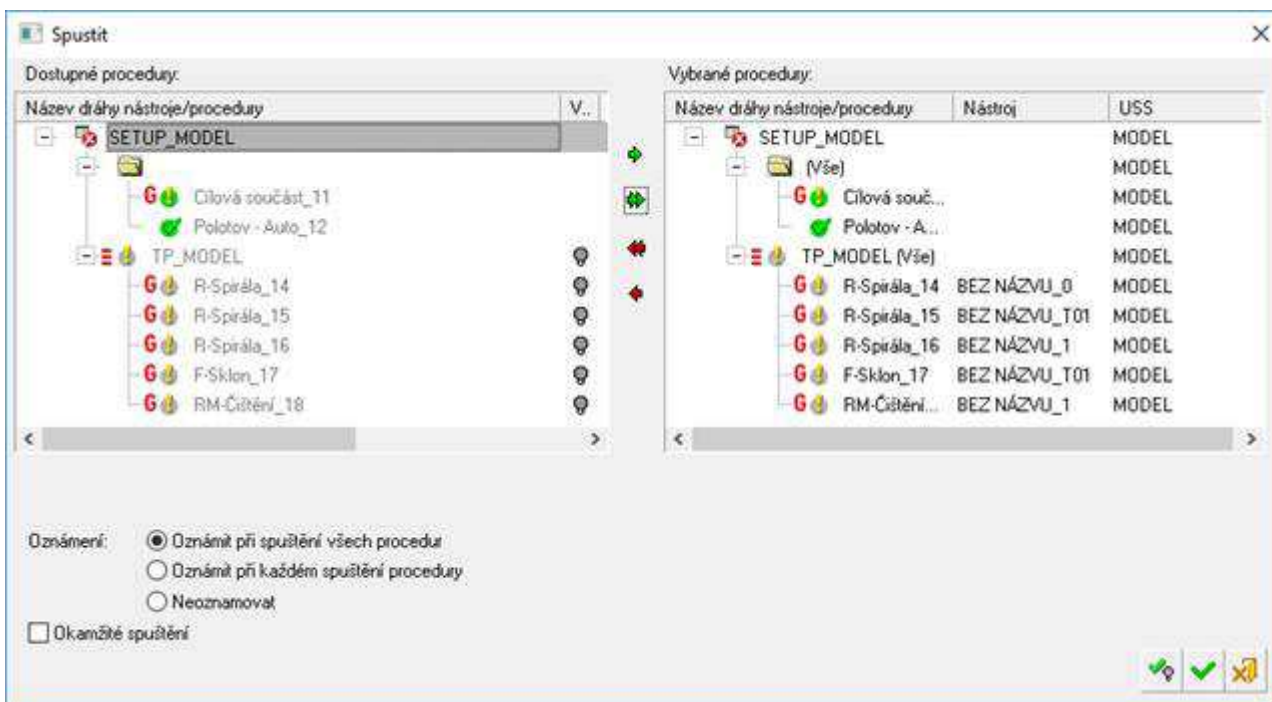 Spustit
Dostupné procedury:
Název dráhy nástroje/procedury V..
SETUP_MODEL
Cílová součást_11
Polotov - Auto_12
TP_MODEL
R-Spirála_14
R-Spirála_15
R-Spirála_16
F-Sklon_17
RM-Čištění_18
Vybrané procedury:
Název dráhy nástroje/procedury Nástroj USS
SETUP_MODEL MODEL
(Vše) MODEL
Cílová souč... MODEL
Polotov - A... MODEL
TP_MODEL (Vše) MODEL
R-Spirála_14 BEZ NÁZVU_0 MODEL
R-Spirála_15 BEZ NÁZVU_T01 MODEL
R-Spirála_16 BEZ NÁZVU_1 MODEL
F-Sklon_17 BEZ NÁZVU_T01 MODEL
RM-Čištění... BEZ NÁZVU_1 MODEL
Oznámení: Oznámit při spuštění všech procedur
Oznámit při každém spuštění procedury
Neoznamovat
Okamžité spuštění